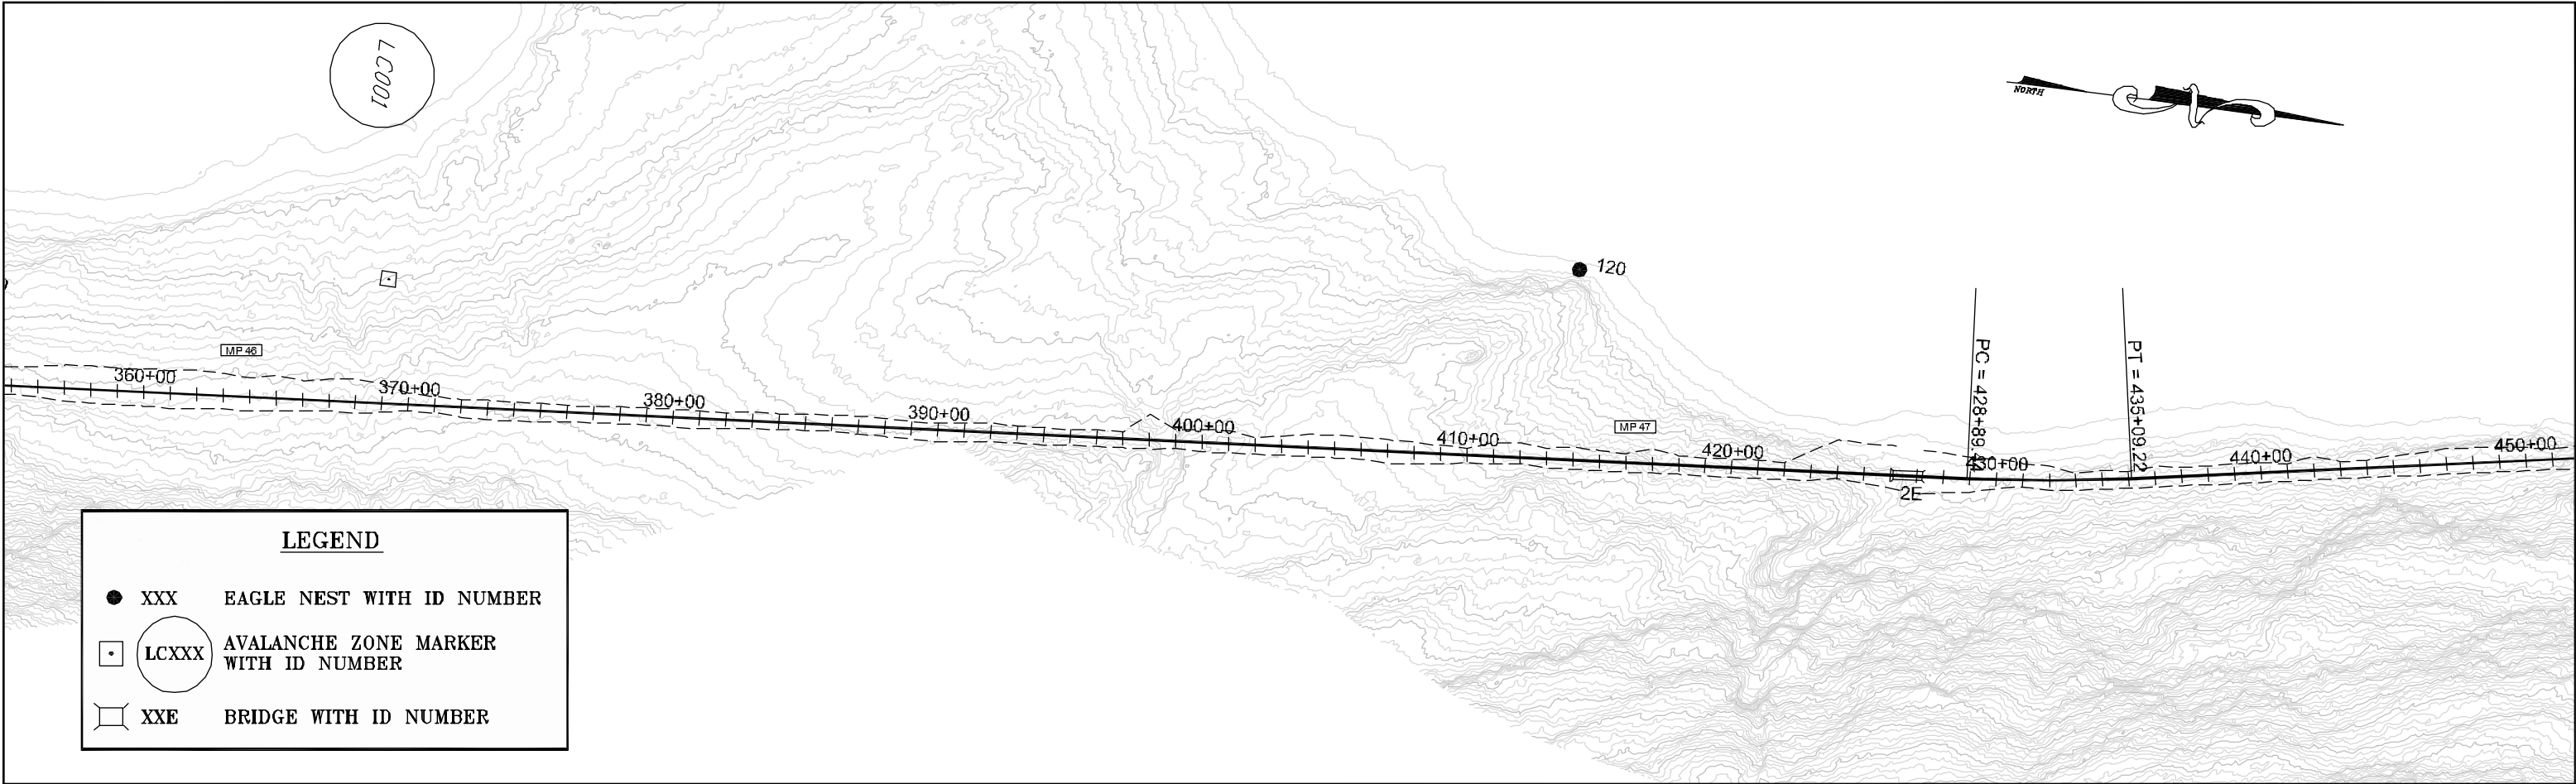 LC001
NORTH
120
MP 46
360+00
370+00
380+00
390+00
400+00
410+00
MP 47
420+00
2E
PC = 428+89.44
430+00
PT = 435+09.22
440+00
450+00
LEGEND
XXX EAGLE NEST WITH ID NUMBER
LCXXX AVALANCHE ZONE MARKER
WITH ID NUMBER
XXE BRIDGE WITH ID NUMBER